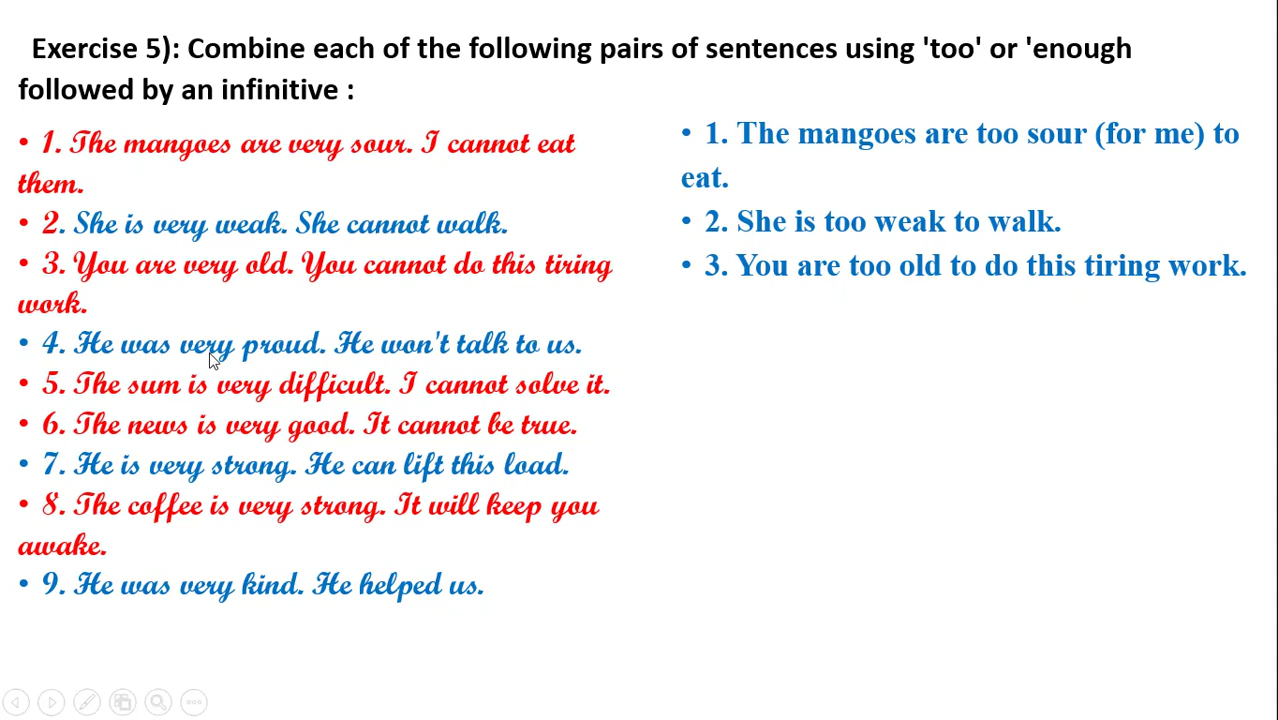 Exercise 5): Combine each of the following pairs of sentences using 'too' or 'enough
followed by an infinitive :
• 1. The mangoes are very sour. I cannot eat
them.
• 2. She is very weak. She cannot walk.
• 3. You are very old. You cannot do this tiring
work.
• 4. He was very proud. He won't talk to us.
• 5. The sum is very difficult. I cannot solve it.
• 6. The news is very good. It cannot be true.
• 7. He is very strong. He can lift this load.
• 8. The coffee is very strong. It will keep you
awake.
• 9. He was very kind. He helped us.
• 1. The mangoes are too sour (for me) to
eat.
• 2. She is too weak to walk.
• 3. You are too old to do this tiring work.